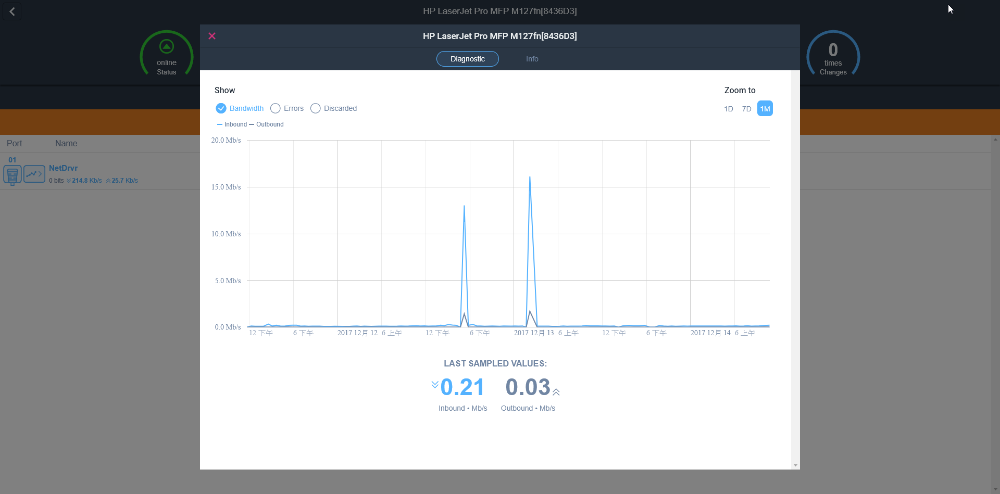 HP LaserJet Pro MFP M127fn[8436D3]
HP LaserJet Pro MFP M127fn[8436D3]
online
Status
0
times
Changes
Diagnostic
Info
Show
Zoom to
Bandwidth
Errors
Discarded
1D
7D
1M
Inbound
Outbound
Port
Name
01
NetDrvr
0 bits 214.8 Kb/s 25.7 Kb/s
20.0 Mb/s
15.0 Mb/s
10.0 Mb/s
5.0 Mb/s
0.0 Mb/s
12 下午 6 下午 2017 12月 12 6 上午 12 下午 6 下午 2017 12月 13 6 上午 12 下午 6 下午 2017 12月 14 6 上午
LAST SAMPLED VALUES:
0.21 0.03
Inbound • Mb/s Outbound • Mb/s